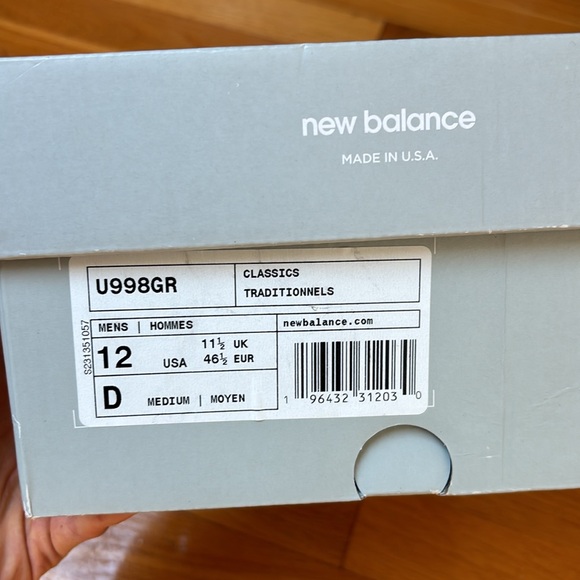 new balance
MADE IN U.S.A.
U998GR
CLASSICS
TRADITIONNELS
S231351057
MENS | HOMMES
newbalance.com
12 USA 11½ UK
46½ EUR
D MEDIUM | MOYEN
1 96432 31203 0